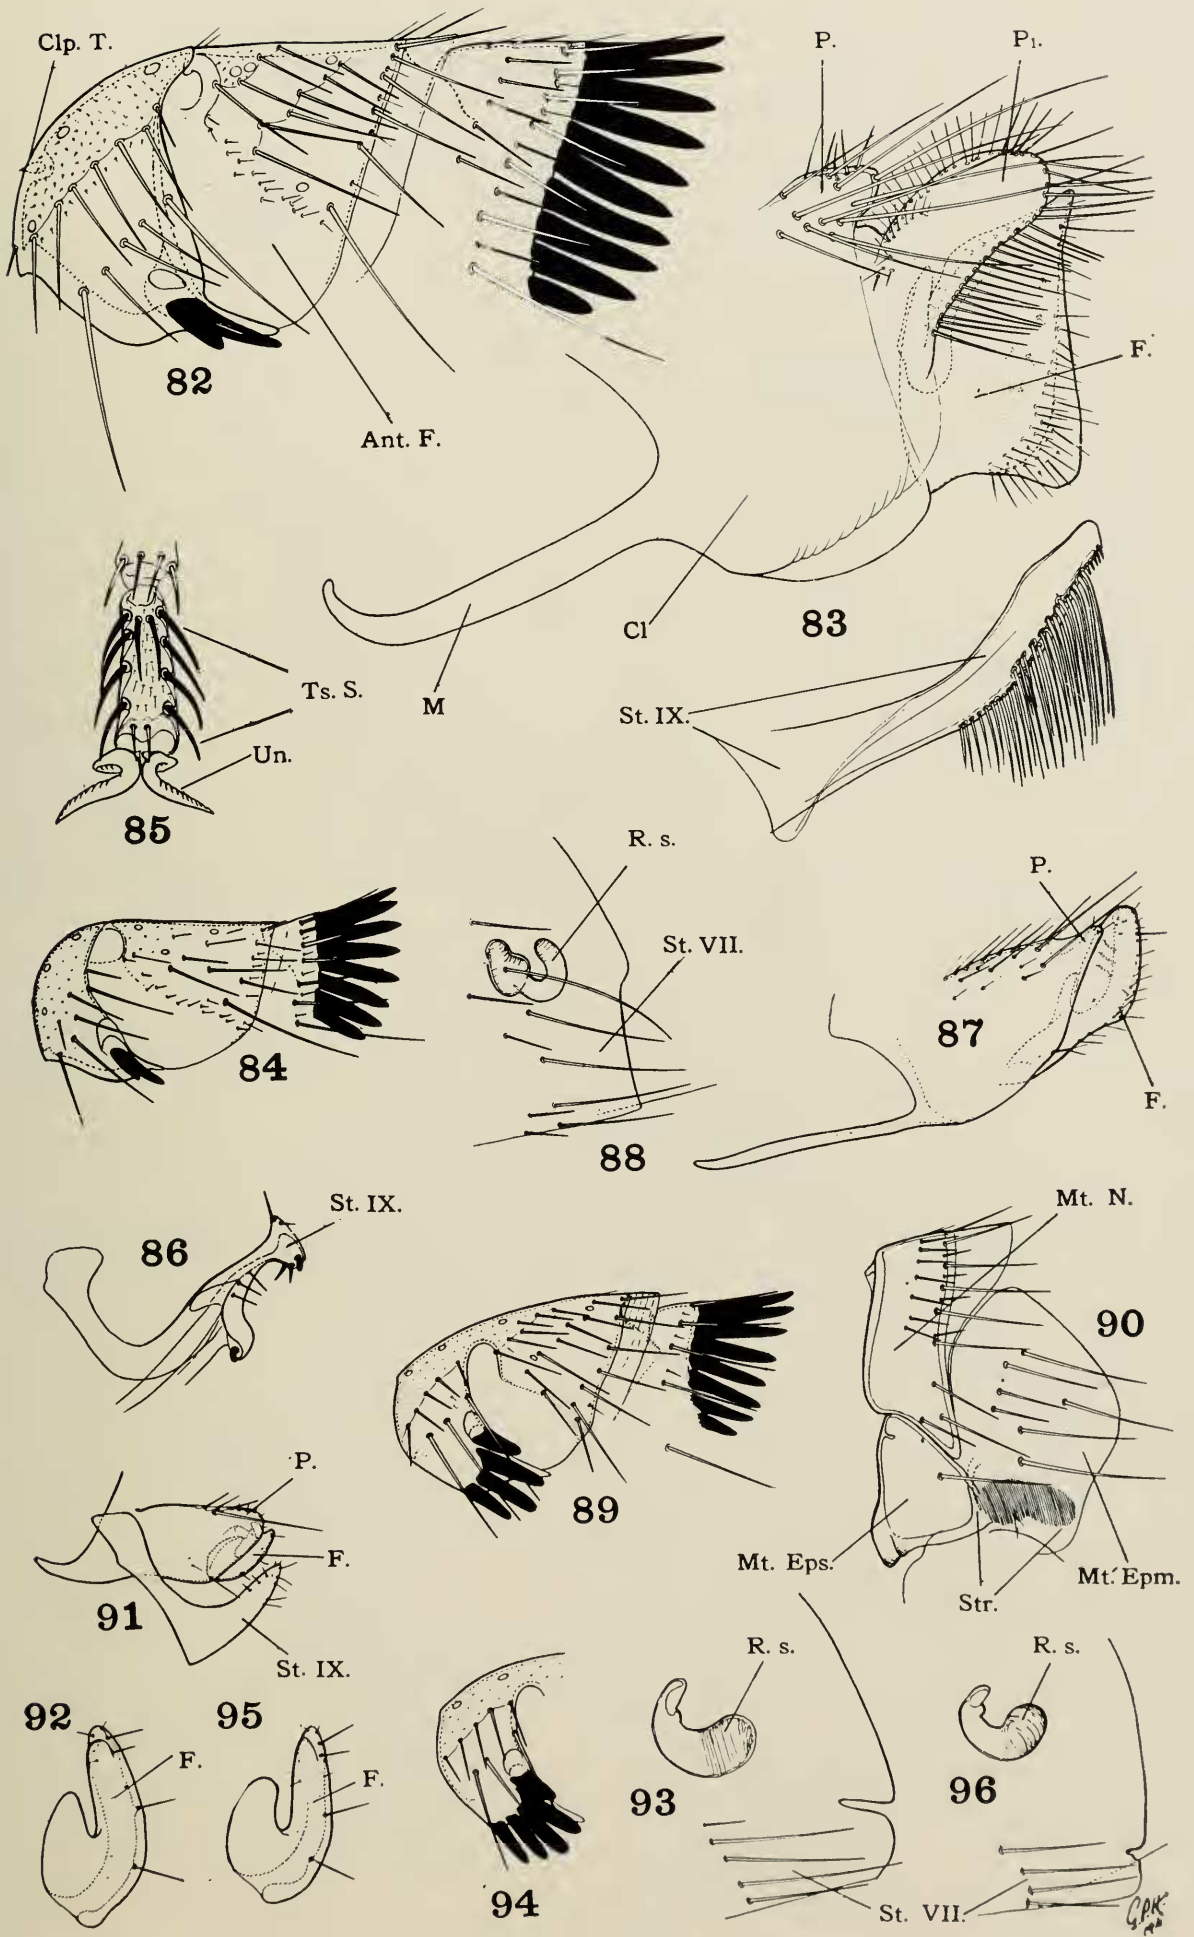 Clp. T.
P.
P1.
82
Ant. F.
F.
Cl
83
M
St. IX.
Ts. S.
Un.
85
R. s.
St. VII.
P.
84
87
F.
88
86
St. IX.
Mt. N.
90
89
P.
F.
91
St. IX.
Mt. Eps.
Str.
Mt. Epm.
92
95
F.
F.
94
R. s.
93
R. s.
96
St. VII.
G.P.H.